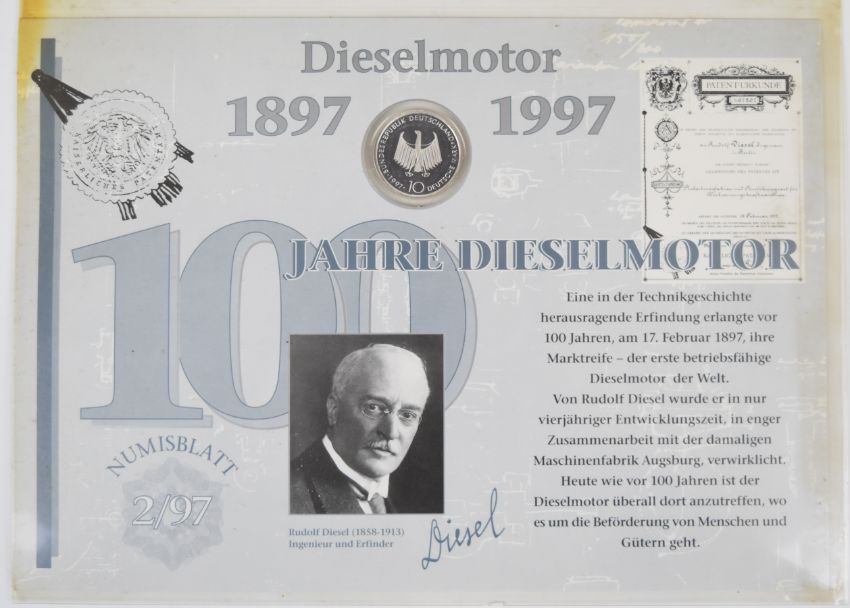 Dieselmotor
1897 1997
BUNDESREPUBLIK DEUTSCHLAND
1997
10
DEUTSCHE MARK
KAISERLICHES PATENTAMT
PATENTURKUNDE
Rudolf Diesel
100
JAHRE DIESELMOTOR
Eine in der Technikgeschichte
herausragende Erfindung erlangte vor
100 Jahren, am 17. Februar 1897, ihre
Marktreife – der erste betriebsfähige
Dieselmotor der Welt.
Von Rudolf Diesel wurde er in nur
vierjähriger Entwicklungszeit, in enger
Zusammenarbeit mit der damaligen
Maschinenfabrik Augsburg, verwirklicht.
Heute wie vor 100 Jahren ist der
Dieselmotor überall dort anzutreffen, wo
es um die Beförderung von Menschen und
Gütern geht.
NUMISBLATT
2/97
Rudolf Diesel (1858-1913)
Ingenieur und Erfinder
Diesel